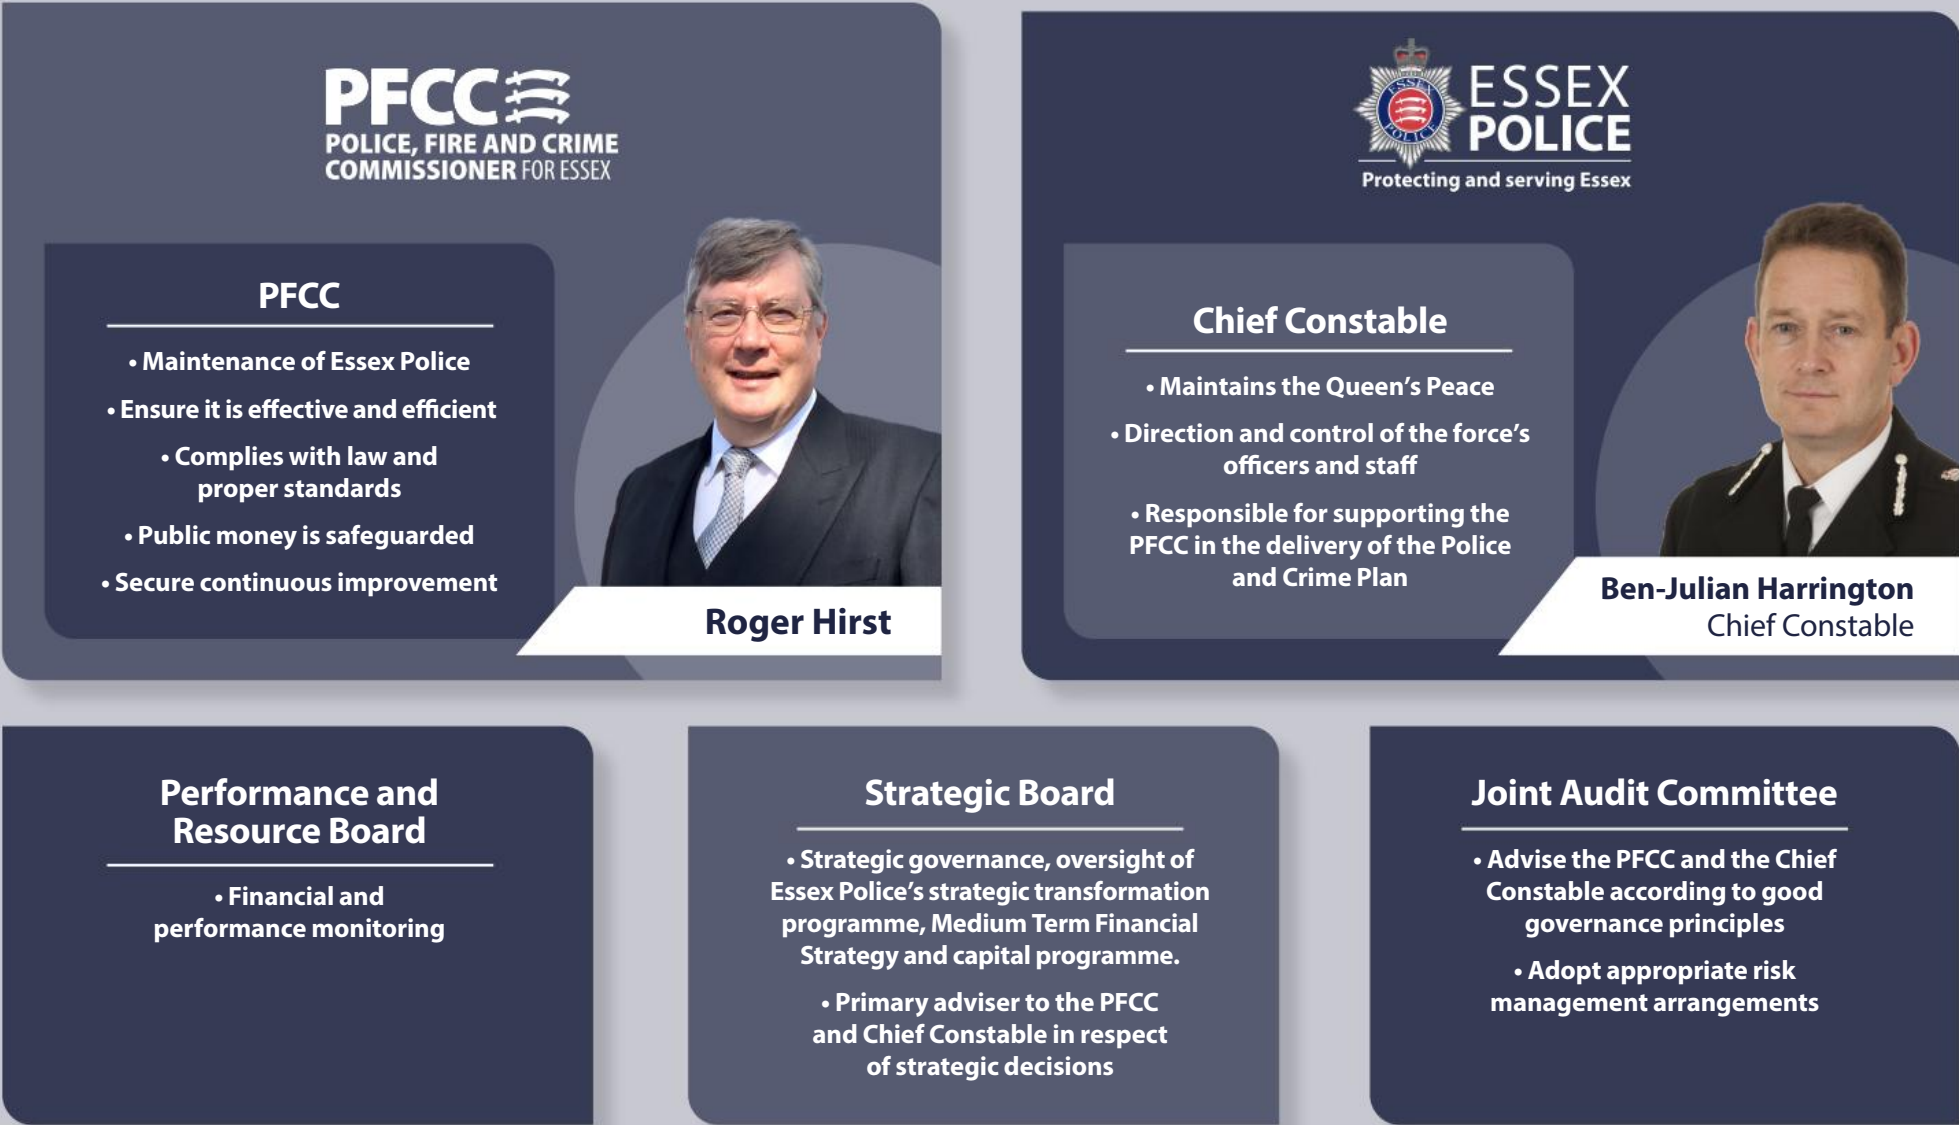 PFCC
POLICE, FIRE AND CRIME
COMMISSIONER FOR ESSEX
PFCC
• Maintenance of Essex Police
• Ensure it is effective and efficient
• Complies with law and
proper standards
• Public money is safeguarded
• Secure continuous improvement
Roger Hirst
ESSEX
POLICE
ESSEX
POLICE
Protecting and serving Essex
Chief Constable
• Maintains the Queen's Peace
• Direction and control of the force's
officers and staff
• Responsible for supporting the
PFCC in the delivery of the Police
and Crime Plan
Ben-Julian Harrington
Chief Constable
Performance and
Resource Board
• Financial and
performance monitoring
Strategic Board
• Strategic governance, oversight of
Essex Police's strategic transformation
programme, Medium Term Financial
Strategy and capital programme.
• Primary adviser to the PFCC
and Chief Constable in respect
of strategic decisions
Joint Audit Committee
• Advise the PFCC and the Chief
Constable according to good
governance principles
• Adopt appropriate risk
management arrangements